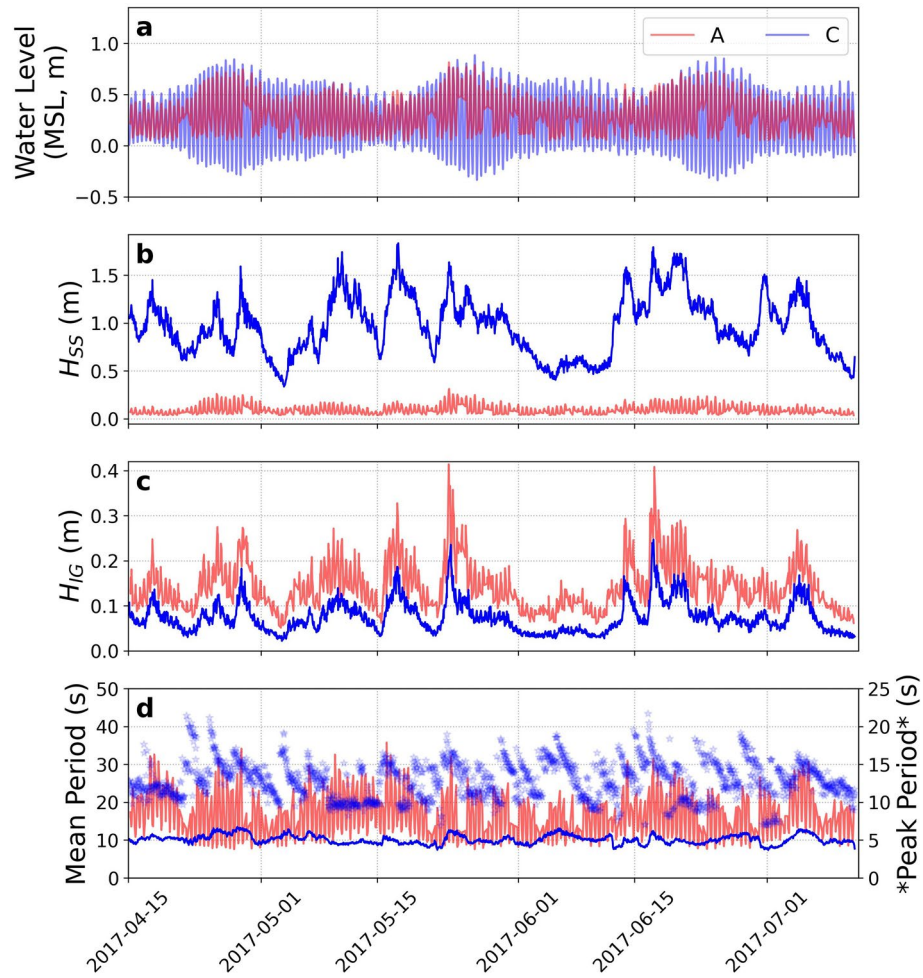 a
A C
Water Level
(MSL, m)
1.0
0.5
0.0
−0.5
b
H_SS (m)
1.5
1.0
0.5
0.0
c
H_IG (m)
0.4
0.3
0.2
0.1
0.0
d
Mean Period (s)
50
40
30
20
10
0
25
20
15
10
5
0
*Peak Period* (s)
2017-04-15
2017-05-01
2017-05-15
2017-06-01
2017-06-15
2017-07-01